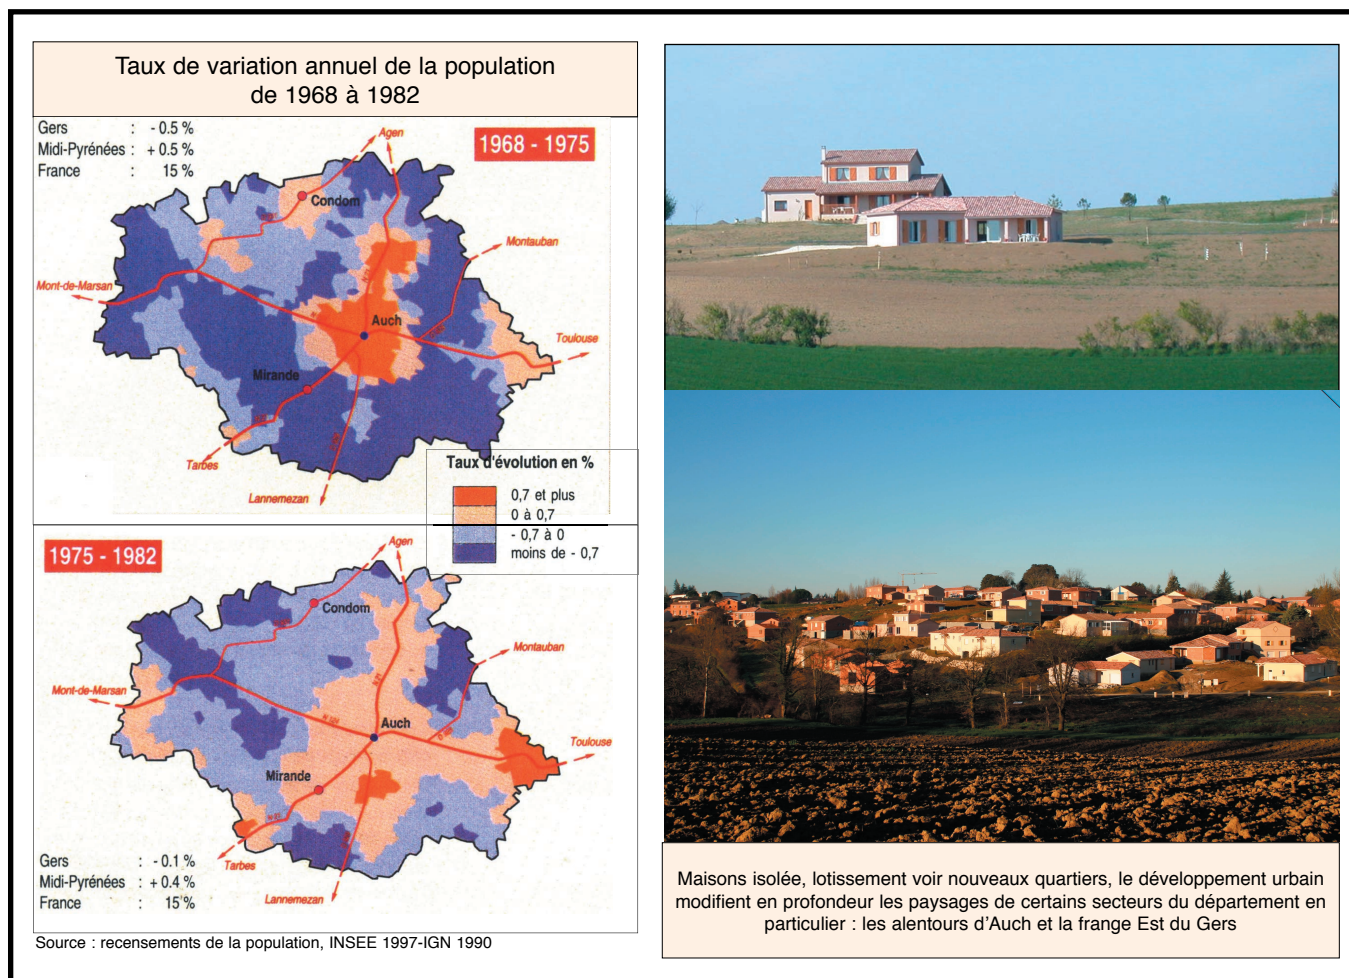 Taux de variation annuel de la population
de 1968 à 1982
Gers : - 0.5 %
Midi-Pyrénées : + 0.5 %
France : 15 %
1968 - 1975
Agen
Condom
Montauban
Mont-de-Marsan
Auch
Toulouse
Mirande
Tarbes
Lannemezan
Taux d'évolution en %
0,7 et plus
0 à 0,7
- 0,7 à 0
moins de - 0,7
1975 - 1982
Agen
Condom
Montauban
Mont-de-Marsan
N 21
N 124
Auch
Toulouse
Mirande
N 21
Tarbes
Lannemezan
Gers : - 0.1 %
Midi-Pyrénées : + 0.4 %
France : 15 %
Source : recensements de la population, INSEE 1997-IGN 1990
Maisons isolée, lotissement voir nouveaux quartiers, le développement urbain
modifient en profondeur les paysages de certains secteurs du département en
particulier : les alentours d'Auch et la frange Est du Gers